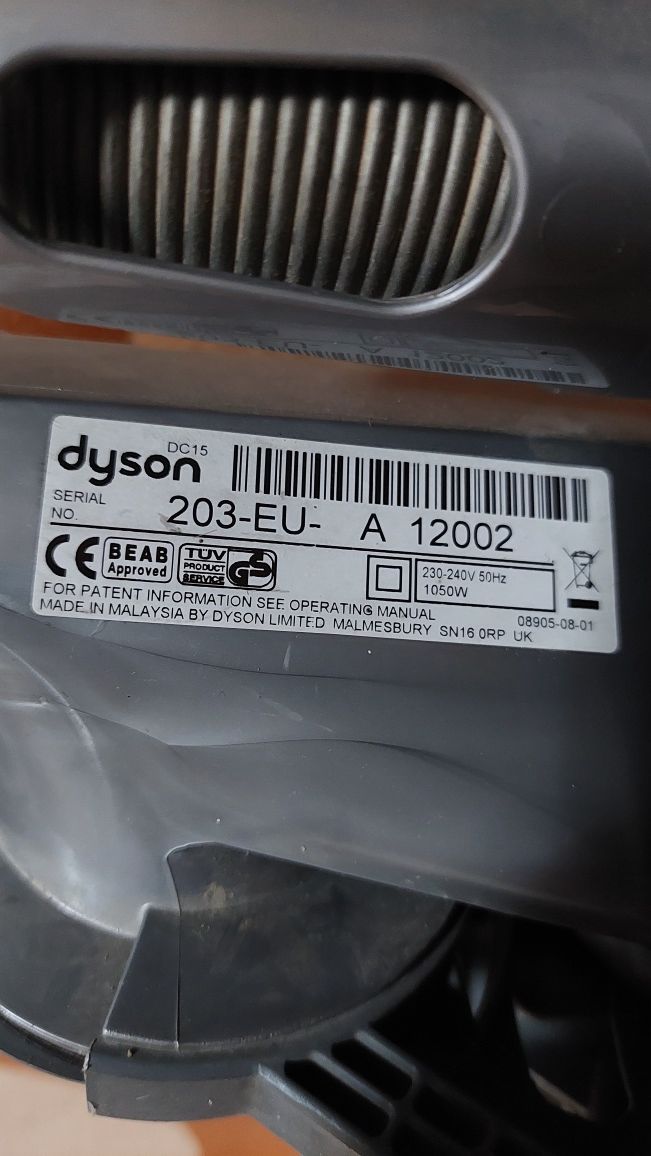 dyson DC15
SERIAL NO. 203-EU- A 12002
CE BEAB Approved TÜV PRODUCT SERVICE GS
230-240V 50Hz
1050W
FOR PATENT INFORMATION SEE OPERATING MANUAL
08905-08-01
MADE IN MALAYSIA BY DYSON LIMITED MALMESBURY SN16 0RP UK